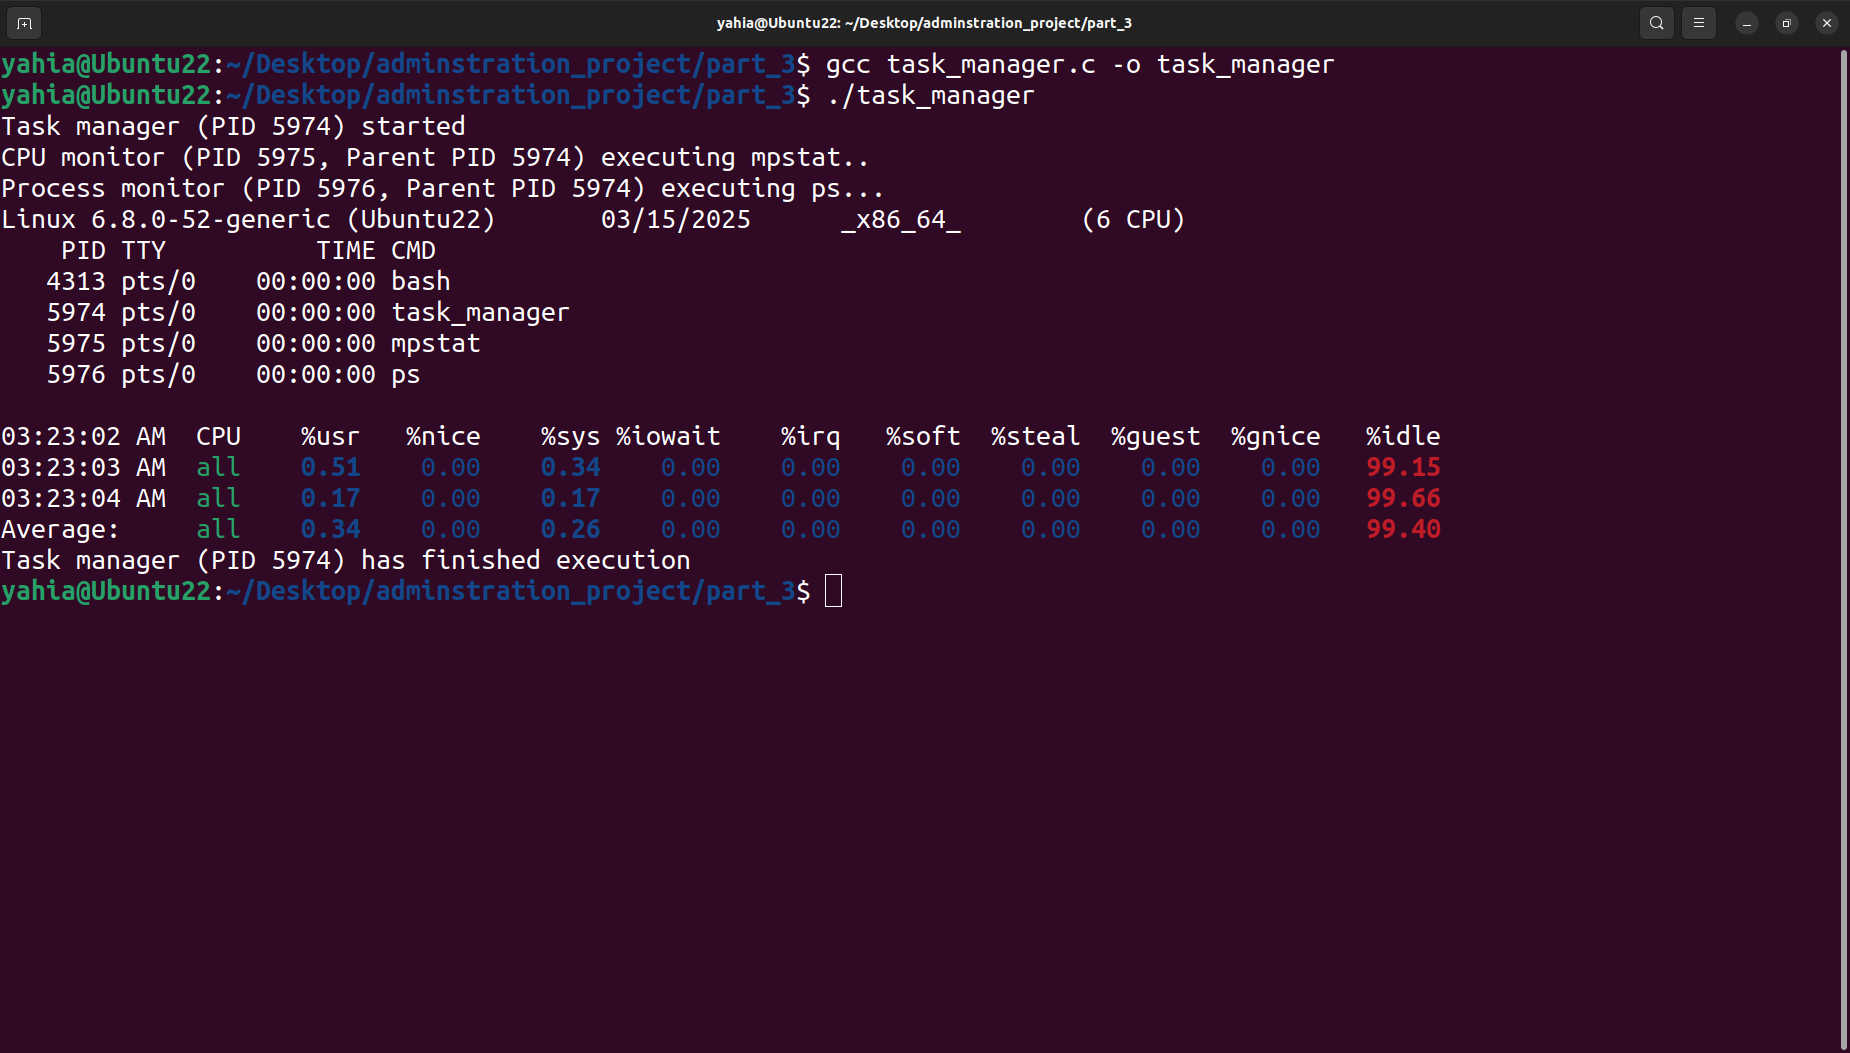 yahia@Ubuntu22: ~/Desktop/adminstration_project/part_3
yahia@Ubuntu22:~/Desktop/adminstration_project/part_3$ gcc task_manager.c -o task_manager
yahia@Ubuntu22:~/Desktop/adminstration_project/part_3$ ./task_manager
Task manager (PID 5974) started
CPU monitor (PID 5975, Parent PID 5974) executing mpstat..
Process monitor (PID 5976, Parent PID 5974) executing ps...
Linux 6.8.0-52-generic (Ubuntu22)       03/15/2025      _x86_64_        (6 CPU)
    PID TTY          TIME CMD
   4313 pts/0    00:00:00 bash
   5974 pts/0    00:00:00 task_manager
   5975 pts/0    00:00:00 mpstat
   5976 pts/0    00:00:00 ps
03:23:02 AM  CPU    %usr   %nice    %sys %iowait    %irq   %soft  %steal  %guest  %gnice   %idle
03:23:03 AM  all    0.51    0.00    0.34    0.00    0.00    0.00    0.00    0.00    0.00   99.15
03:23:04 AM  all    0.17    0.00    0.17    0.00    0.00    0.00    0.00    0.00    0.00   99.66
Average:     all    0.34    0.00    0.26    0.00    0.00    0.00    0.00    0.00    0.00   99.40
Task manager (PID 5974) has finished execution
yahia@Ubuntu22:~/Desktop/adminstration_project/part_3$